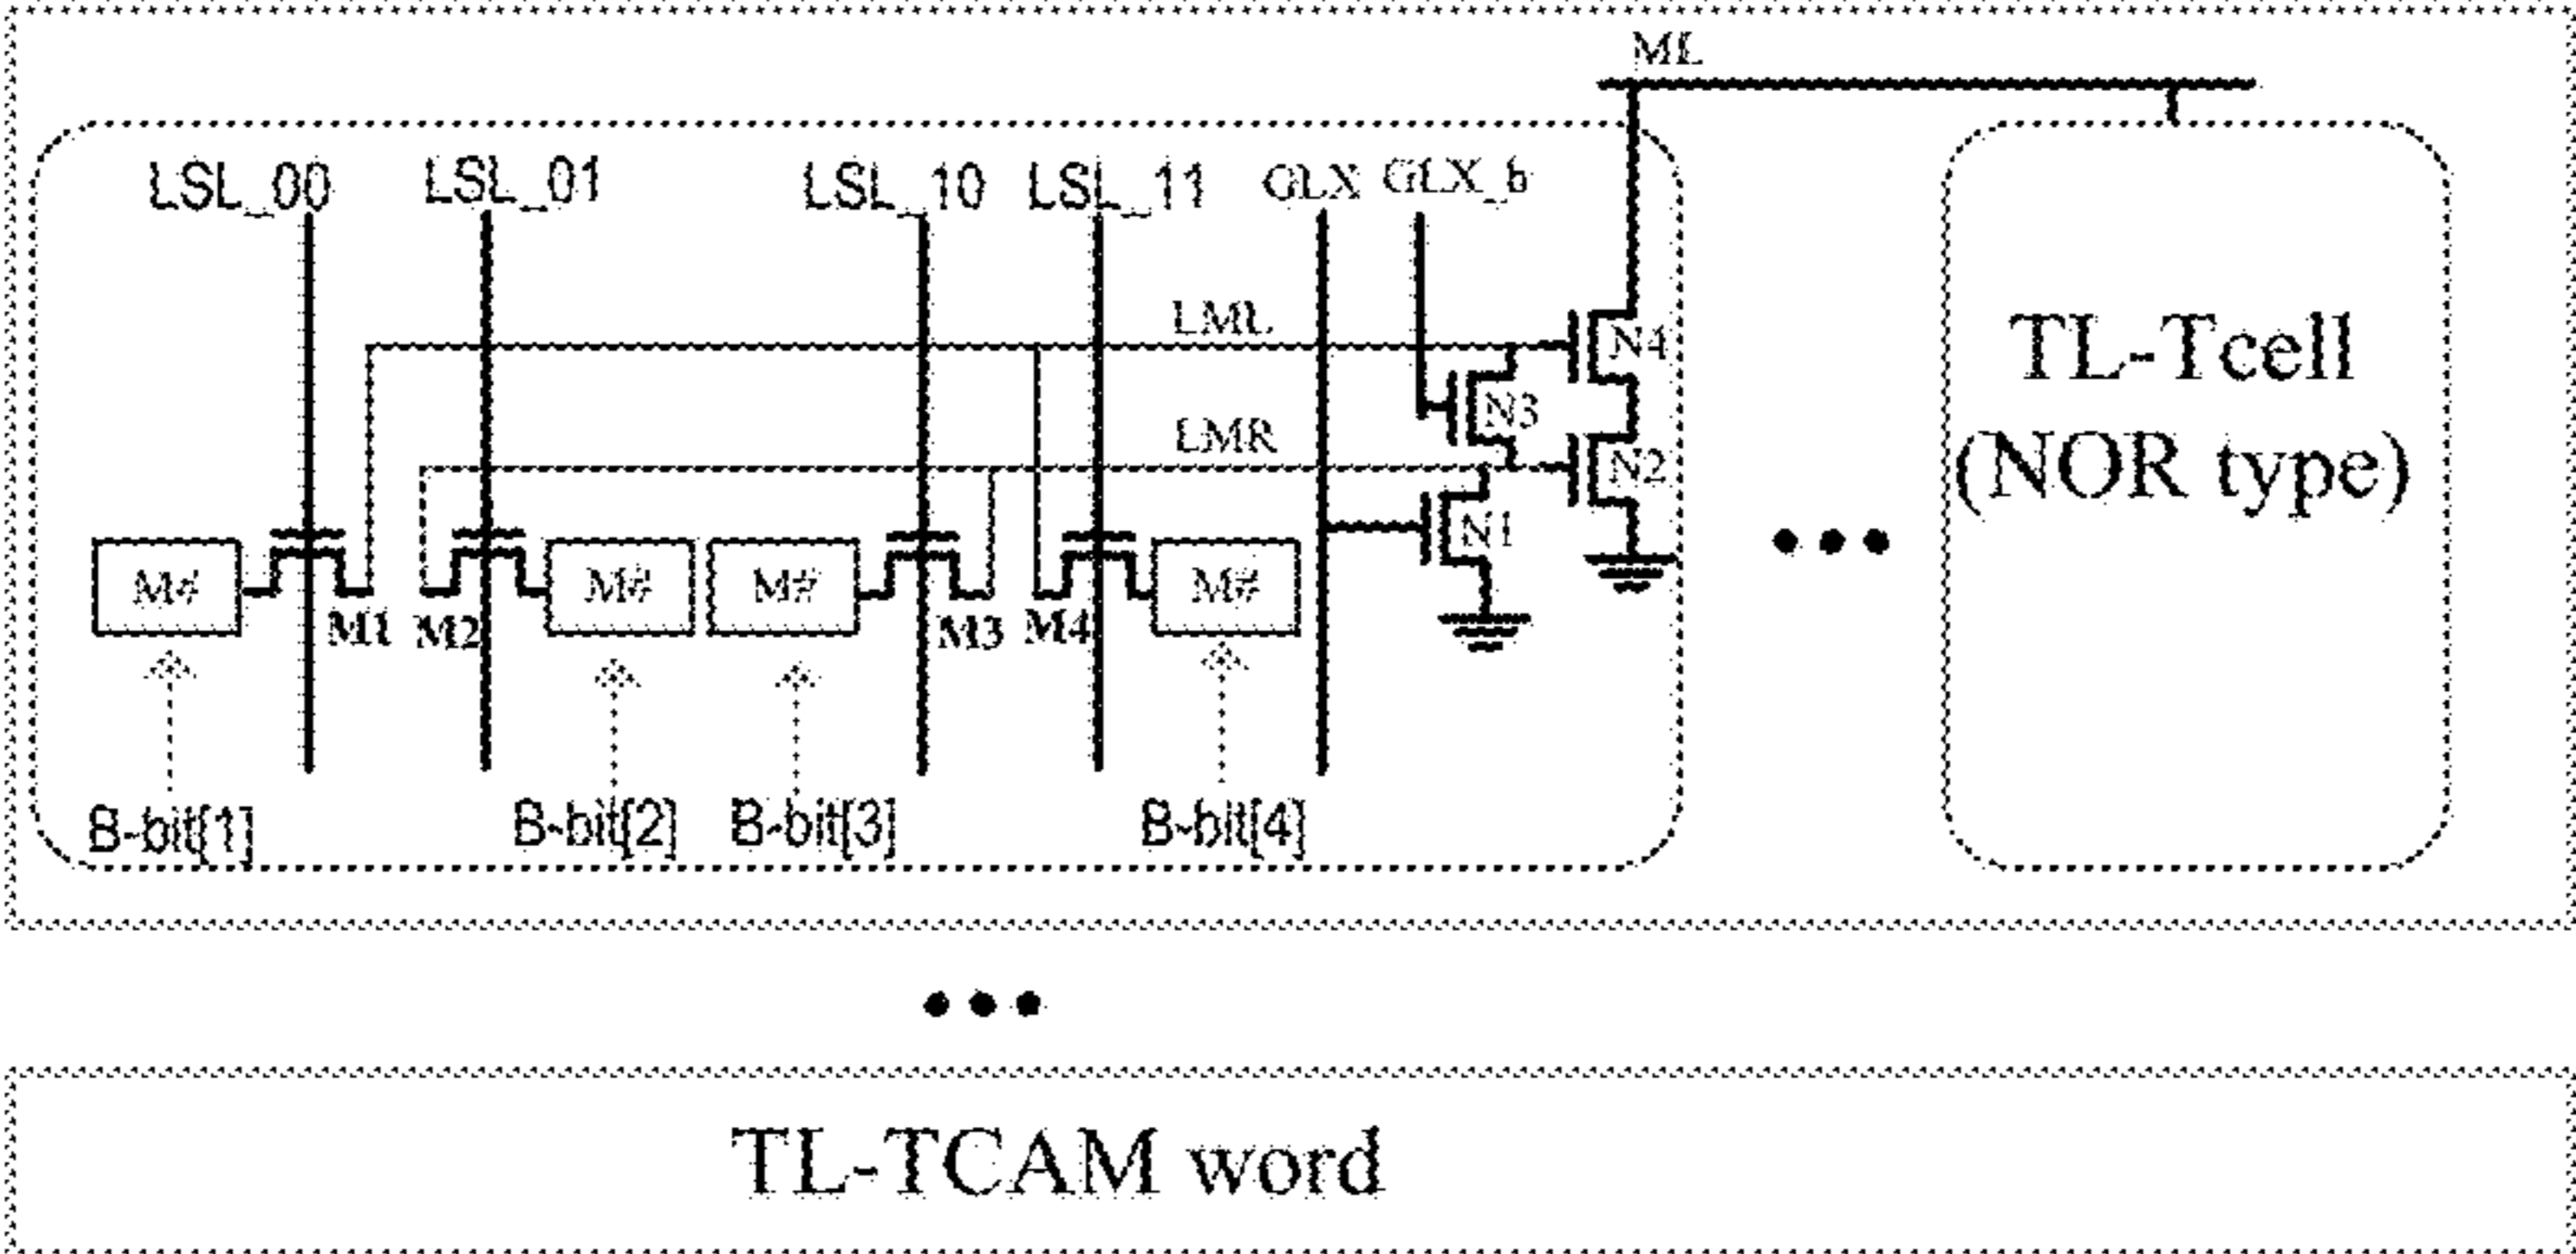 ML
LSL_00 LSL_01 LSL_10 LSL_11 GLX GLX_b
LML
N4
N3
LMR
N2
N1
M# M1 M2 M# M# M3 M4 M#
B-bit[1] B-bit[2] B-bit[3] B-bit[4]
TL-Tcell
(NOR type)
TL-TCAM word